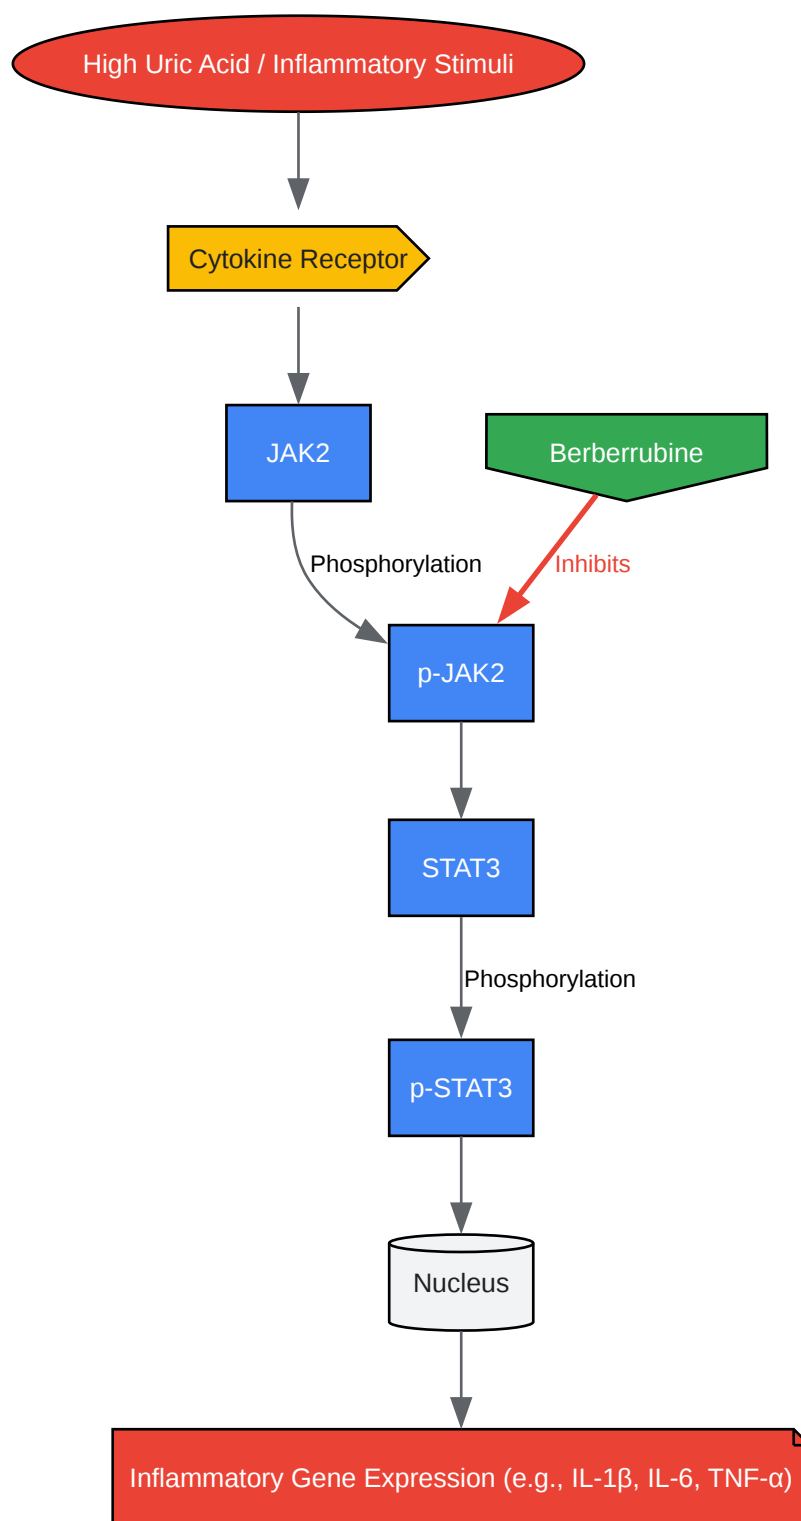 High Uric Acid / Inflammatory Stimuli
Cytokine Receptor
JAK2
Berberrubine
Phosphorylation
Inhibits
p-JAK2
STAT3
Phosphorylation
p-STAT3
Nucleus
Inflammatory Gene Expression (e.g., IL-1β, IL-6, TNF-α)